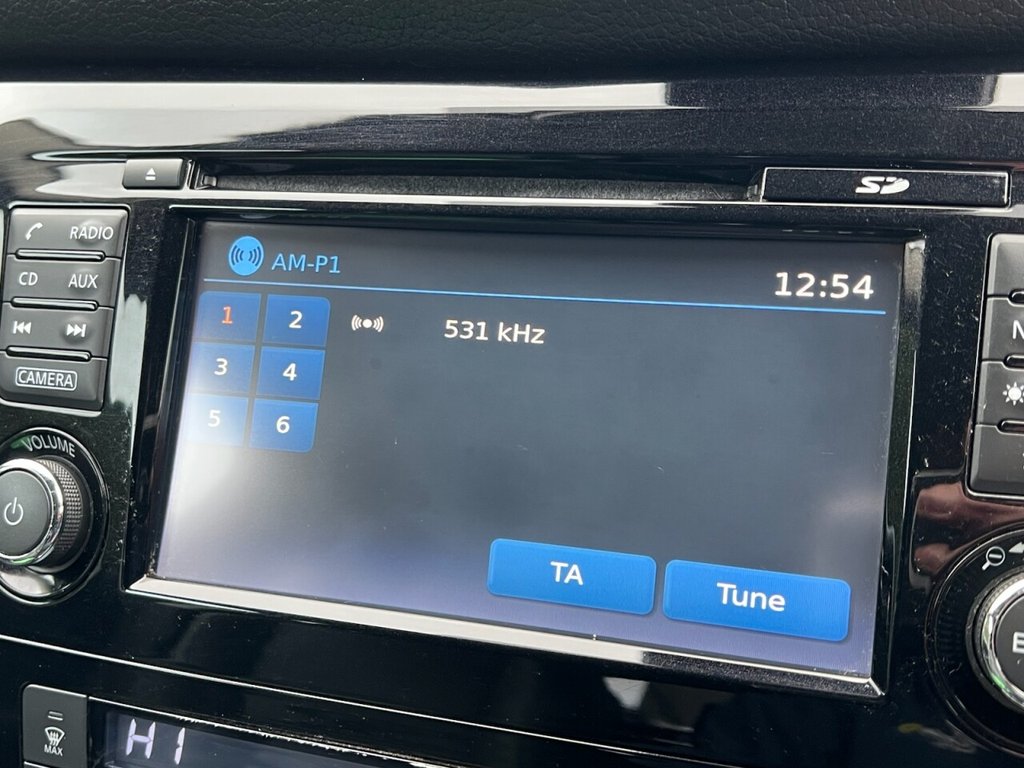 SD
RADIO
CD AUX
CAMERA
VOLUME
AM-P1
12:54
1 2
531 kHz
3 4
5 6
TA
Tune
MAX
HI